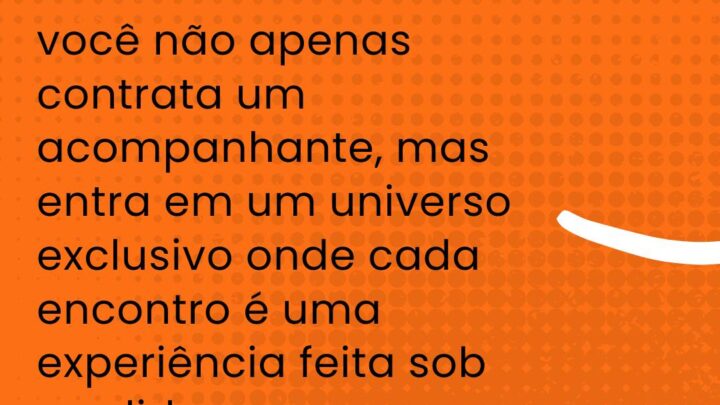 você não apenas
contrata um
acompanhante, mas
entra em um universo
exclusivo onde cada
encontro é uma
experiência feita sob